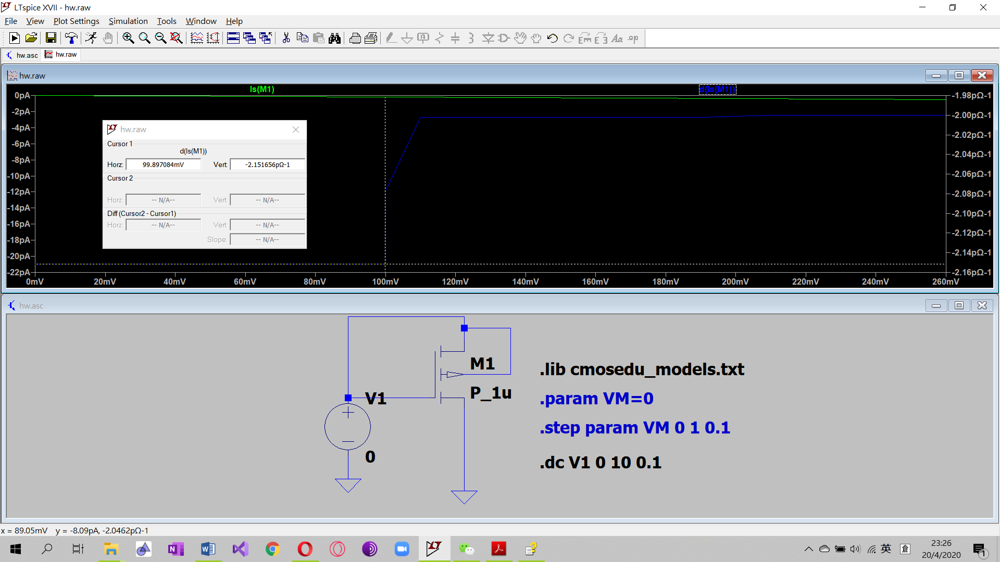 LTspice XVII - hw.raw
File View Plot Settings Simulation Tools Window Help
hw.asc hw.raw
hw.raw
Is(M1) d(Is(M1))
0pA
-2pA
-4pA
-6pA
-8pA
-10pA
-12pA
-14pA
-16pA
-18pA
-20pA
-22pA
-1.98pΩ-1
-2.00pΩ-1
-2.02pΩ-1
-2.04pΩ-1
-2.06pΩ-1
-2.08pΩ-1
-2.10pΩ-1
-2.12pΩ-1
-2.14pΩ-1
-2.16pΩ-1
0mV 20mV 40mV 60mV 80mV 100mV 120mV 140mV 160mV 180mV 200mV 220mV 240mV 260mV
hw.raw
Cursor 1
d(Is(M1))
Horz: 99.897084mV Vert: -2.151656pΩ-1
Cursor 2
Horz: -- N/A-- Vert: -- N/A--
Diff (Cursor2 - Cursor1)
Horz: -- N/A-- Vert: -- N/A--
Slope: -- N/A--
hw.asc
M1
P_1u
V1
0
.lib cmosedu_models.txt
.param VM=0
.step param VM 0 1 0.1
.dc V1 0 10 0.1
x = 89.05mV y = -8.09pA, -2.0462pΩ-1
英 倉
23:26
20/4/2020
1